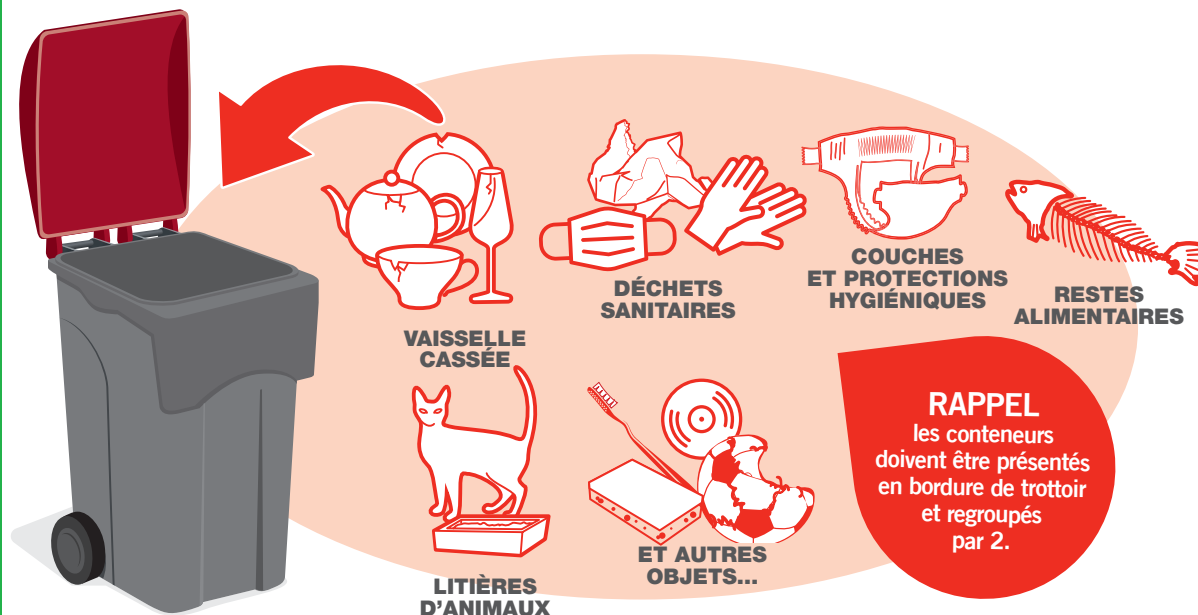 VAISSELLE
CASSÉE
DÉCHETS
SANITAIRES
COUCHES
ET PROTECTIONS
HYGIÉNIQUES
RESTES
ALIMENTAIRES
LITIÈRES
D'ANIMAUX
ET AUTRES
OBJETS...
RAPPEL
les conteneurs
doivent être présentés
en bordure de trottoir
et regroupés
par 2.